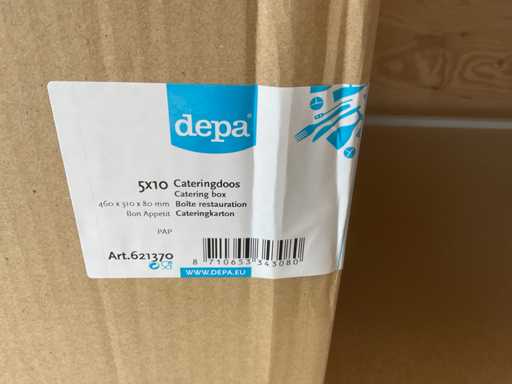 depa®
5x10 Cateringdoos
Catering box
460 x 310 x 80 mm Boîte restauration
Bon Appetit Cateringkarton
PAP
Art.621370
8 710653 343080
WWW.DEPA.EU